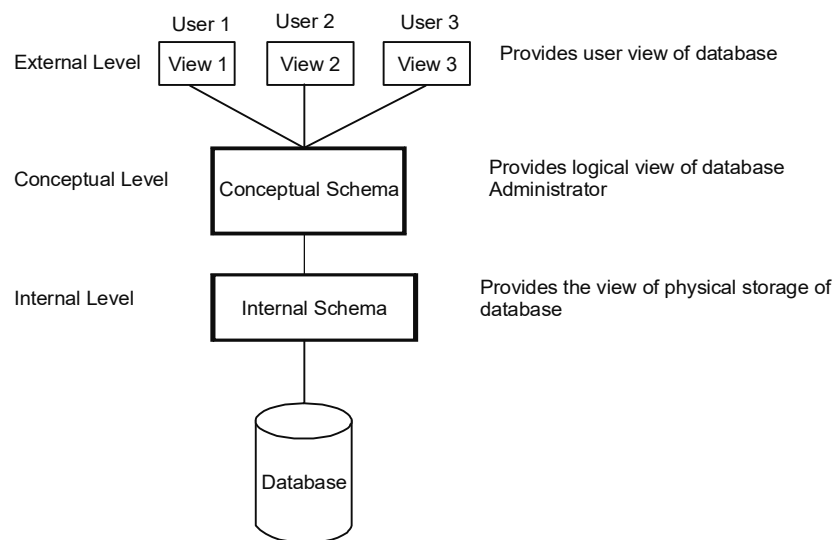 User 1 User 2 User 3
External Level View 1 View 2 View 3 Provides user view of database
Conceptual Level Conceptual Schema Provides logical view of database
Administrator
Internal Level Internal Schema Provides the view of physical storage of
database
Database